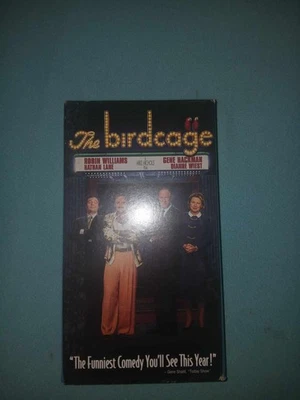 The birdcage
ROBIN WILLIAMS GENE HACKMAN
NATHAN LANE DIANNE WIEST
"The Funniest Comedy You'll See This Year!"